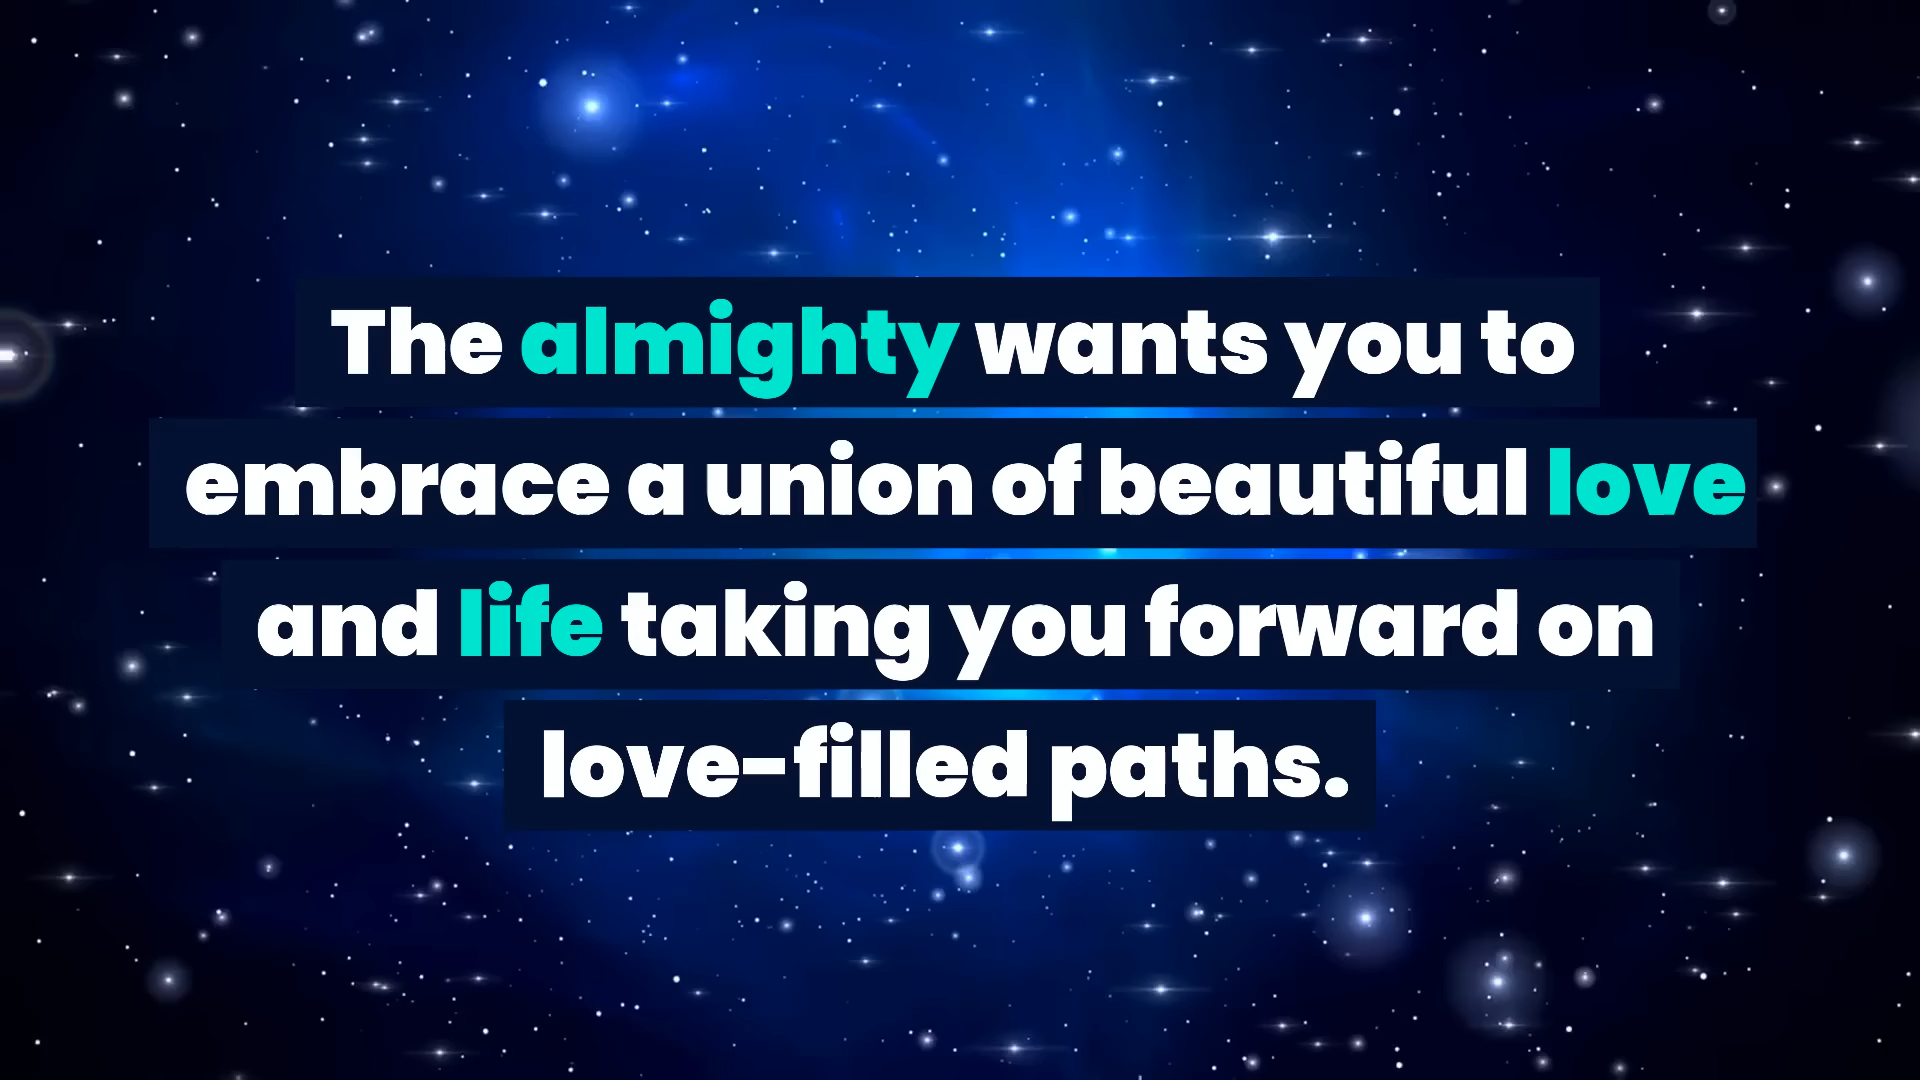 The almighty wants you to
embrace a union of beautiful love
and life taking you forward on
love-filled paths.